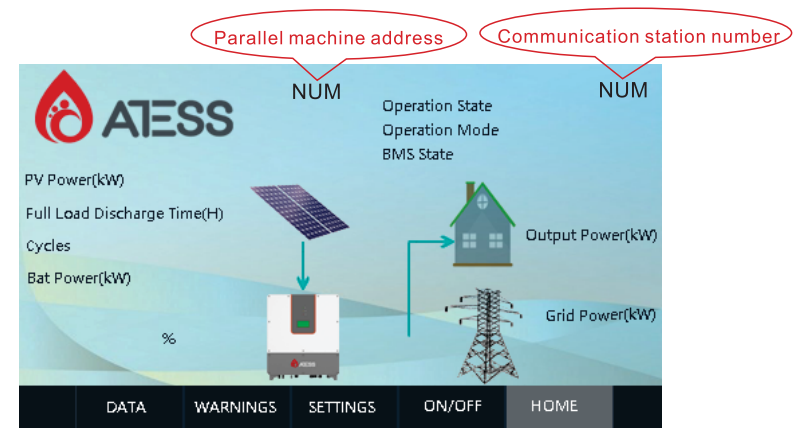 Parallel machine address
Communication station number
NUM
NUM
ATESS
Operation State
Operation Mode
BMS State
PV Power(kW)
Full Load Discharge Time(H)
Cycles
Bat Power(kW)
%
Output Power(kW)
Grid Power(kW)
ATESS
DATA
WARNINGS
SETTINGS
ON/OFF
HOME